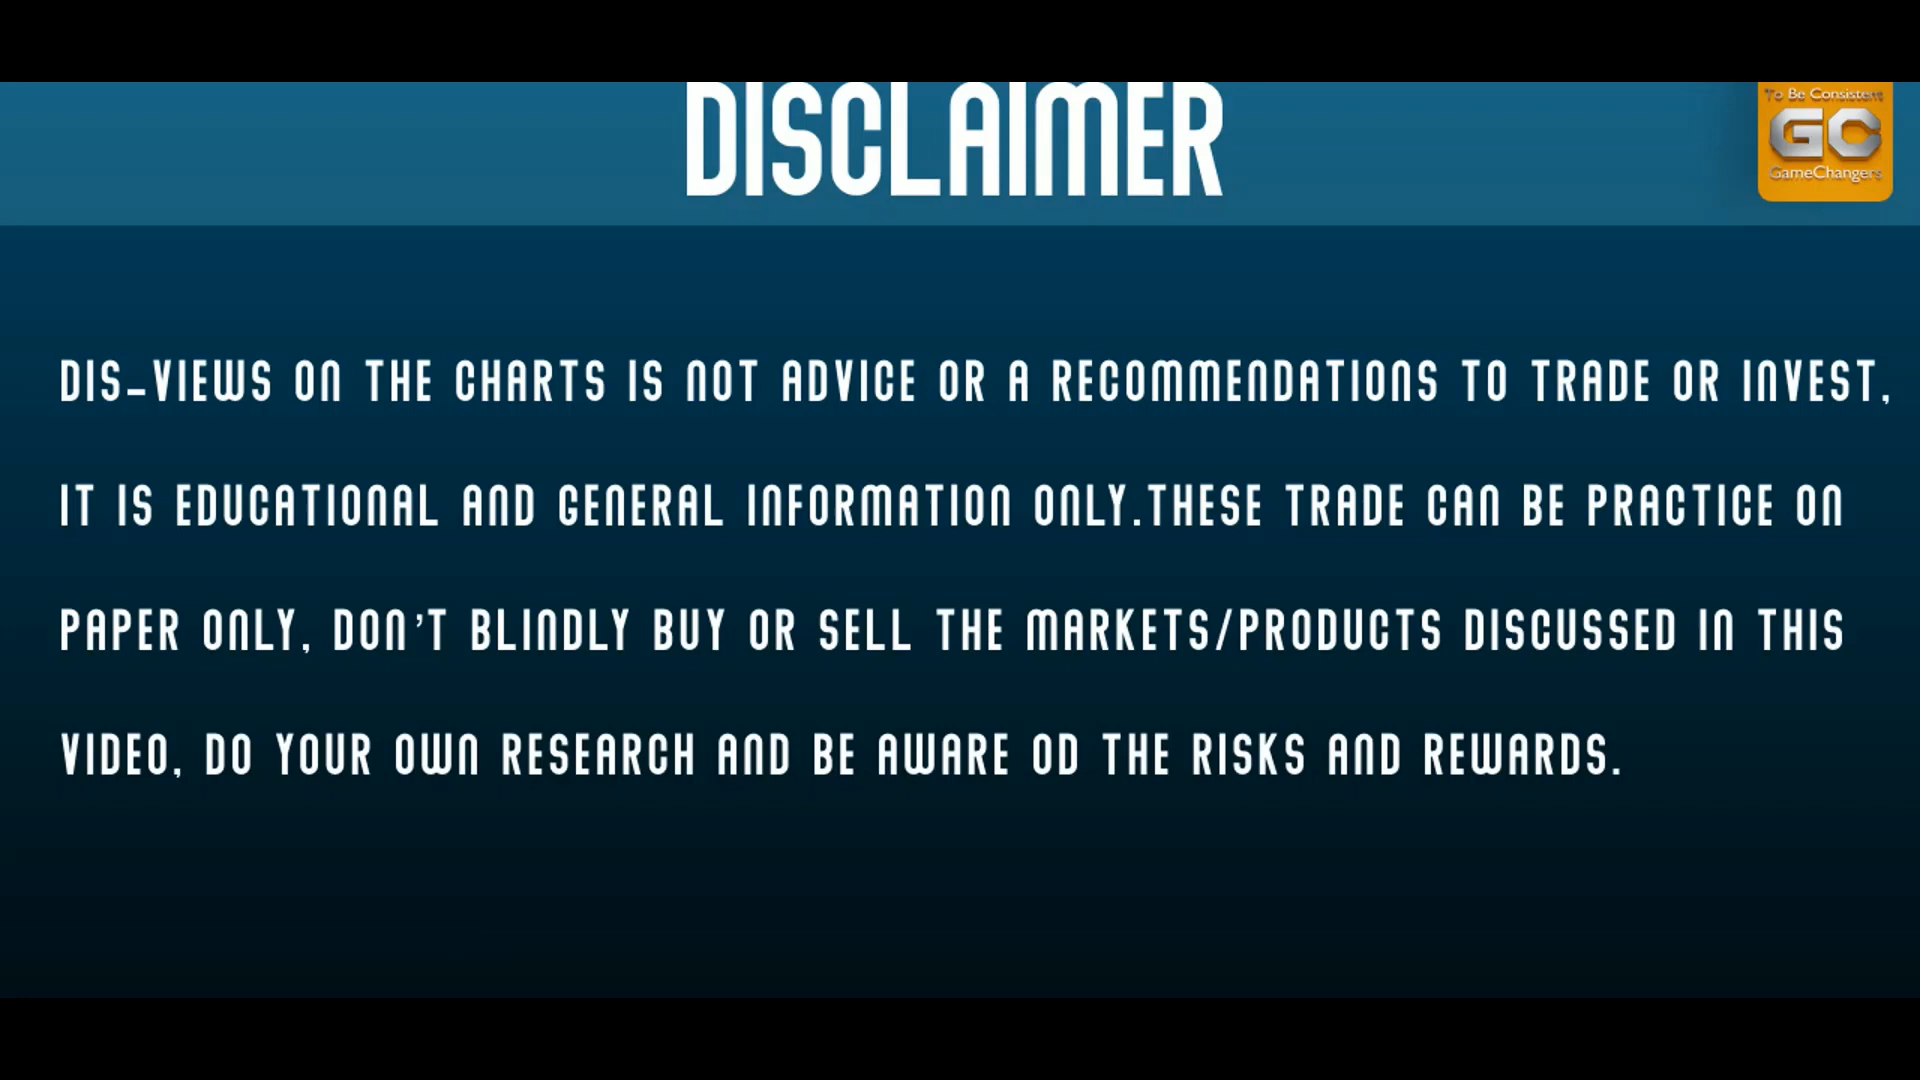 DISCLAIMER
To Be Consistent
GC
GameChangers
DIS-VIEWS ON THE CHARTS IS NOT ADVICE OR A RECOMMENDATIONS TO TRADE OR INVEST,
IT IS EDUCATIONAL AND GENERAL INFORMATION ONLY.THESE TRADE CAN BE PRACTICE ON
PAPER ONLY, DON'T BLINDLY BUY OR SELL THE MARKETS/PRODUCTS DISCUSSED IN THIS
VIDEO, DO YOUR OWN RESEARCH AND BE AWARE OD THE RISKS AND REWARDS.